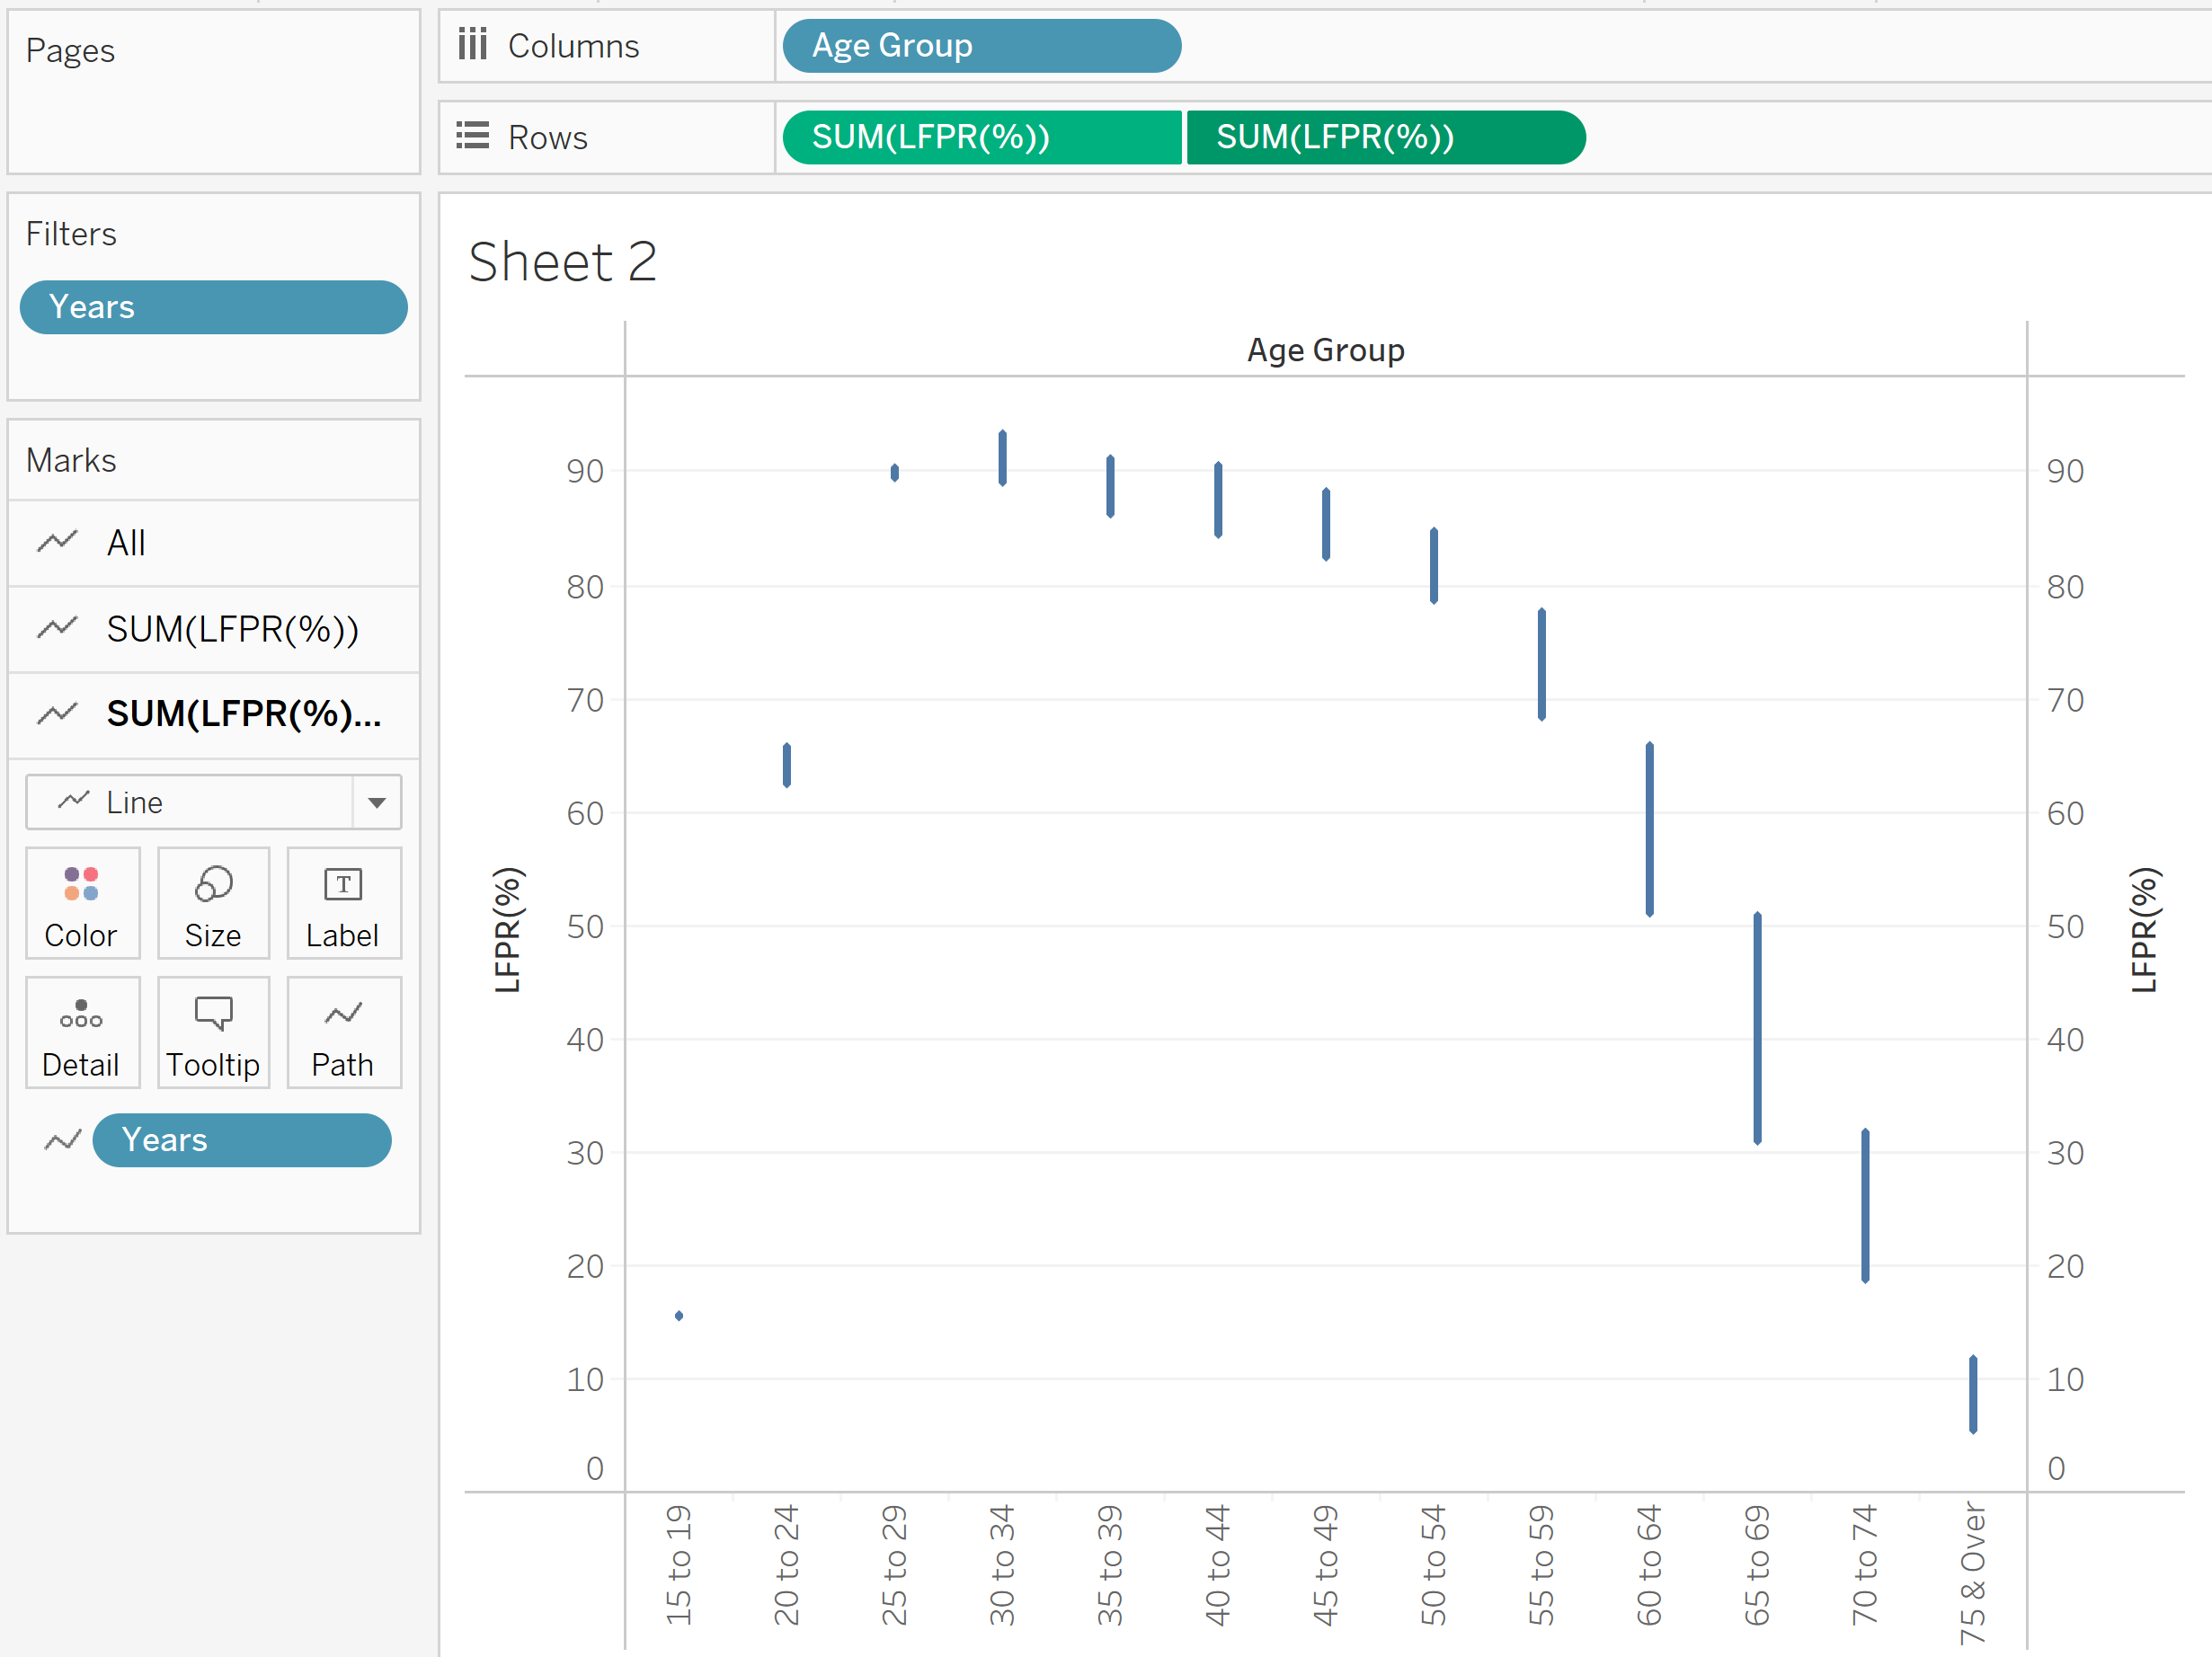 Pages
Columns
Age Group
Rows
SUM(LFPR(%))
SUM(LFPR(%))
Filters
Years
Marks
All
SUM(LFPR(%))
SUM(LFPR(%)...
Line
Color
Size
T
Label
Detail
Tooltip
Path
Years
Sheet 2
Age Group
90
80
70
60
50
40
30
20
10
0
LFPR(%)
90
80
70
60
50
40
30
20
10
0
LFPR(%)
15 to 19
20 to 24
25 to 29
30 to 34
35 to 39
40 to 44
45 to 49
50 to 54
55 to 59
60 to 64
65 to 69
70 to 74
75 & Over